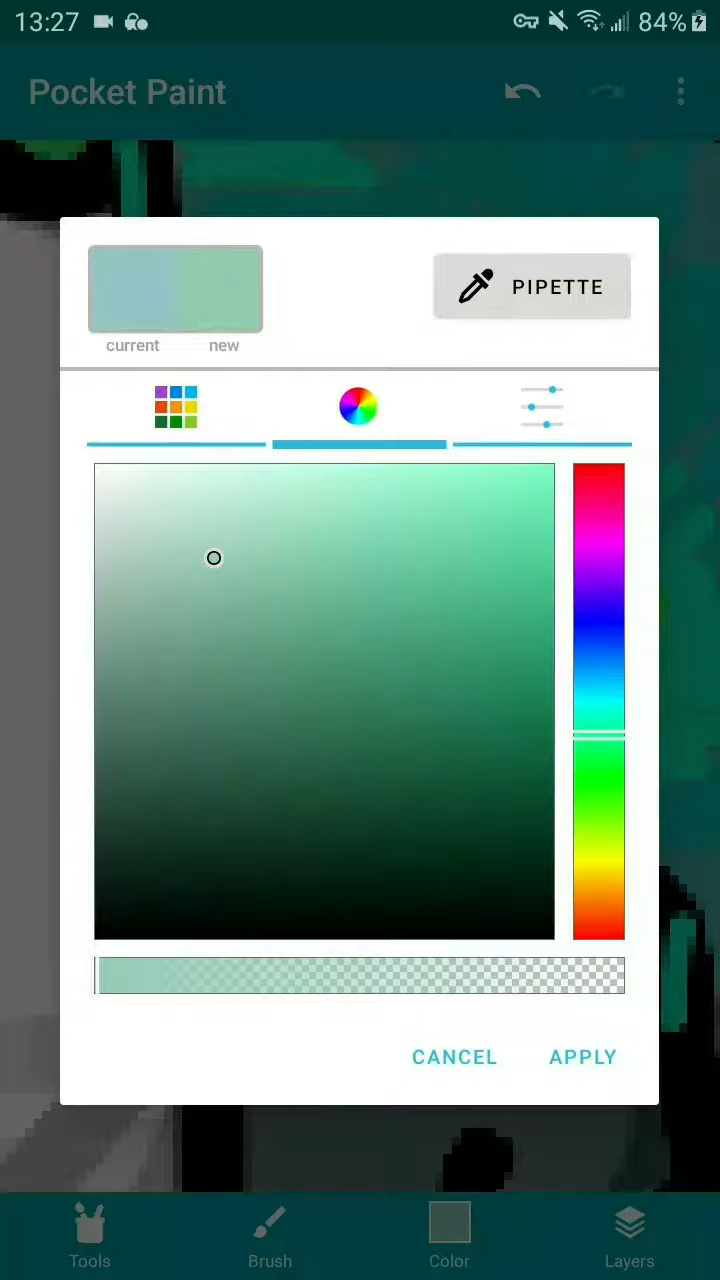 13:27
84%
Pocket Paint
PIPETTE
current new
CANCEL APPLY
Tools Brush Color Layers